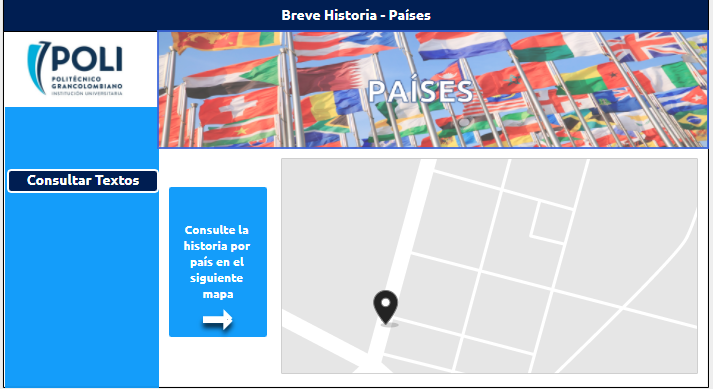 Breve Historia - Países
POLI
POLITÉCNICO
GRANCOLOMBIANO
INSTITUCIÓN UNIVERSITARIA
PAÍSES
Consultar Textos
Consulte la
historia por
país en el
siguiente
mapa